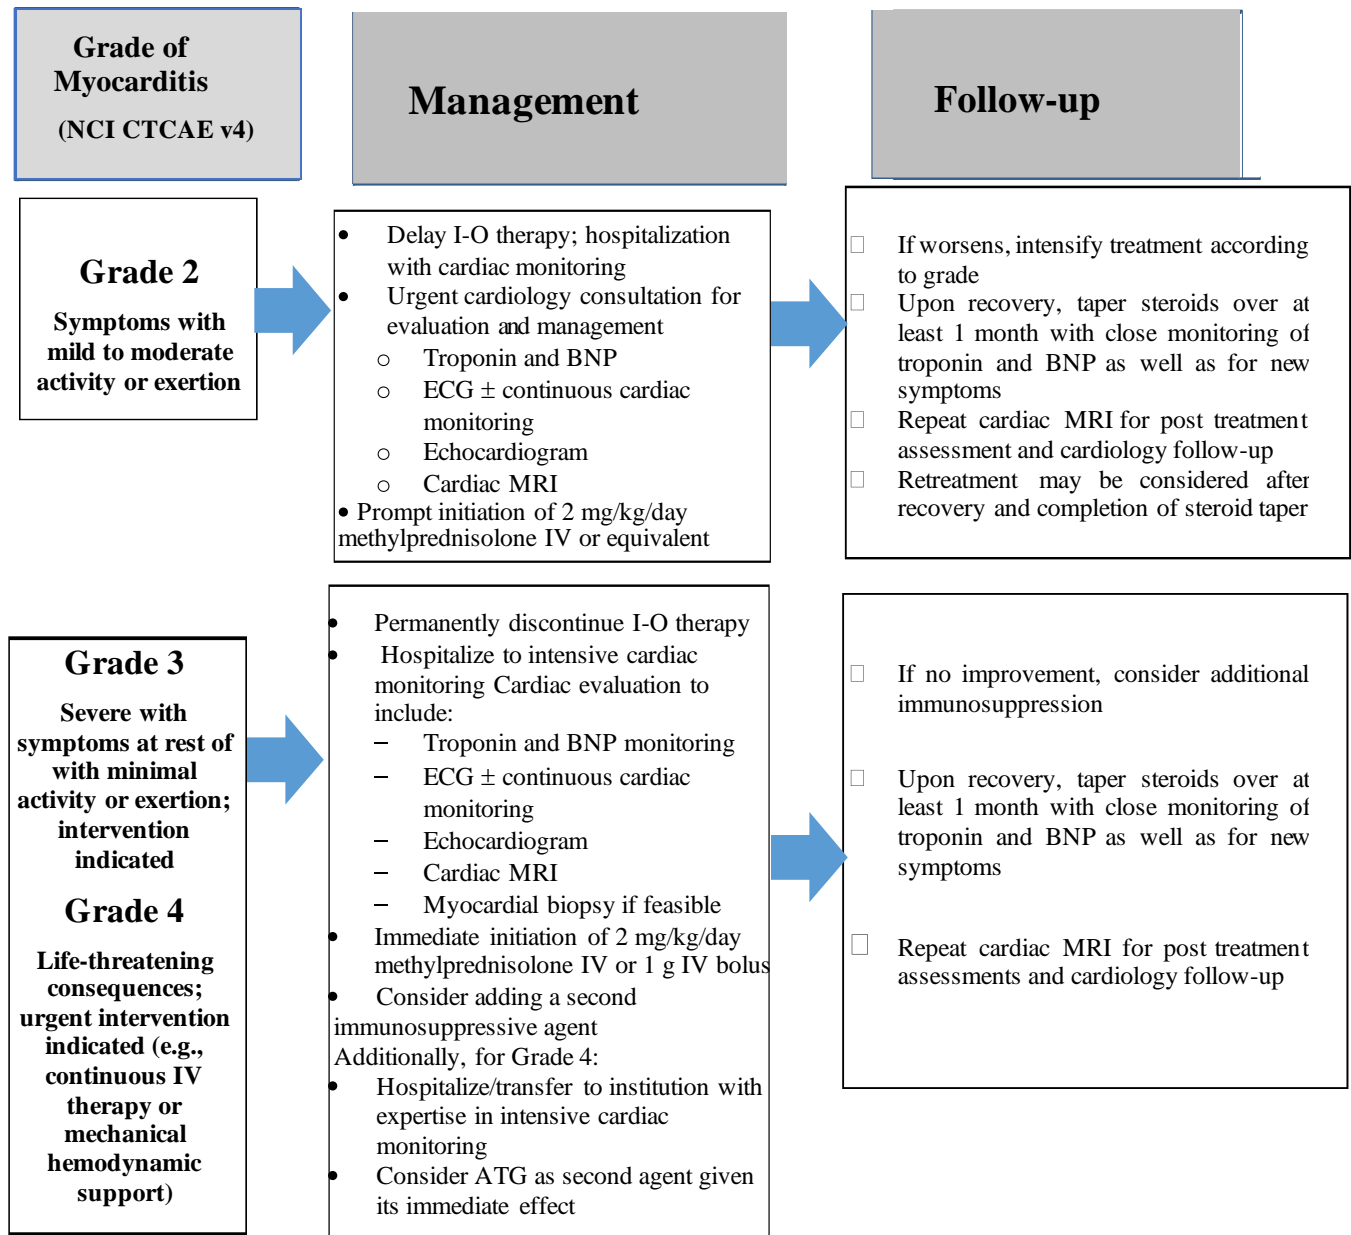 Grade of
Myocarditis
(NCI CTCAE v4)
Management
Follow-up
Grade 2
Symptoms with
mild to moderate
activity or exertion
• Delay I-O therapy; hospitalization
with cardiac monitoring
• Urgent cardiology consultation for
evaluation and management
o Troponin and BNP
o ECG ± continuous cardiac
monitoring
o Echocardiogram
o Cardiac MRI
• Prompt initiation of 2 mg/kg/day
methylprednisolone IV or equivalent
□ If worsens, intensify treatment according
to grade
□ Upon recovery, taper steroids over at
least 1 month with close monitoring of
troponin and BNP as well as for new
symptoms
□ Repeat cardiac MRI for post treatment
assessment and cardiology follow-up
□ Retreatment may be considered after
recovery and completion of steroid taper
Grade 3
Severe with
symptoms at rest of
with minimal
activity or exertion;
intervention
indicated
Grade 4
Life-threatening
consequences;
urgent intervention
indicated (e.g.,
continuous IV
therapy or
mechanical
hemodynamic
support)
• Permanently discontinue I-O therapy
• Hospitalize to intensive cardiac
monitoring Cardiac evaluation to
include:
– Troponin and BNP monitoring
– ECG ± continuous cardiac
monitoring
– Echocardiogram
– Cardiac MRI
– Myocardial biopsy if feasible
• Immediate initiation of 2 mg/kg/day
methylprednisolone IV or 1 g IV bolus
• Consider adding a second
immunosuppressive agent
Additionally, for Grade 4:
• Hospitalize/transfer to institution with
expertise in intensive cardiac
monitoring
• Consider ATG as second agent given
its immediate effect
□ If no improvement, consider additional
immunosuppression
□ Upon recovery, taper steroids over at
least 1 month with close monitoring of
troponin and BNP as well as for new
symptoms
□ Repeat cardiac MRI for post treatment
assessments and cardiology follow-up